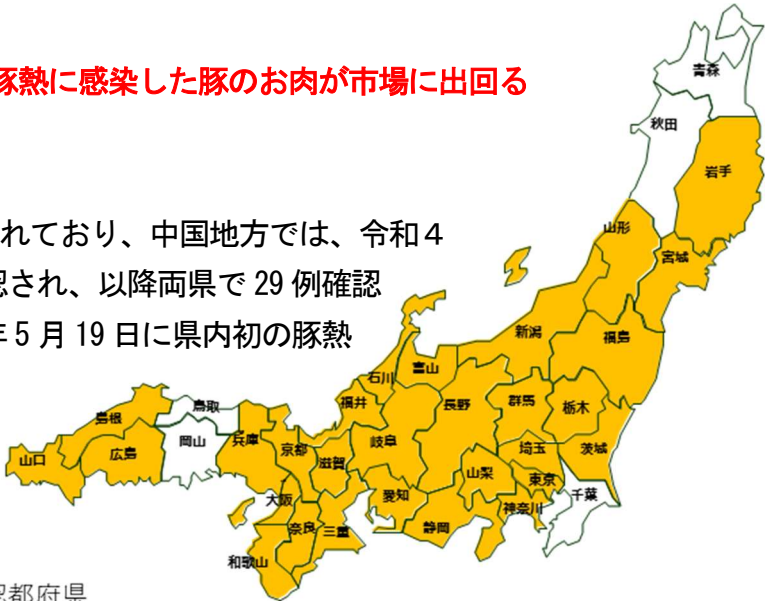 豚熱に感染した豚のお肉が市場に出回る
れており、中国地方では、令和４
認され、以降両県で 29 例確認
年 5 月 19 日に県内初の豚熱
青森
秋田
岩手
山形
宮城
新潟
福島
石川
富山
福井
長野
群馬
栃木
島根
鳥取
兵庫
京都
滋賀
岐阜
埼玉
茨城
山口
広島
岡山
山梨
東京
千葉
大阪
愛知
神奈川
奈良
三重
静岡
和歌山
認都府県